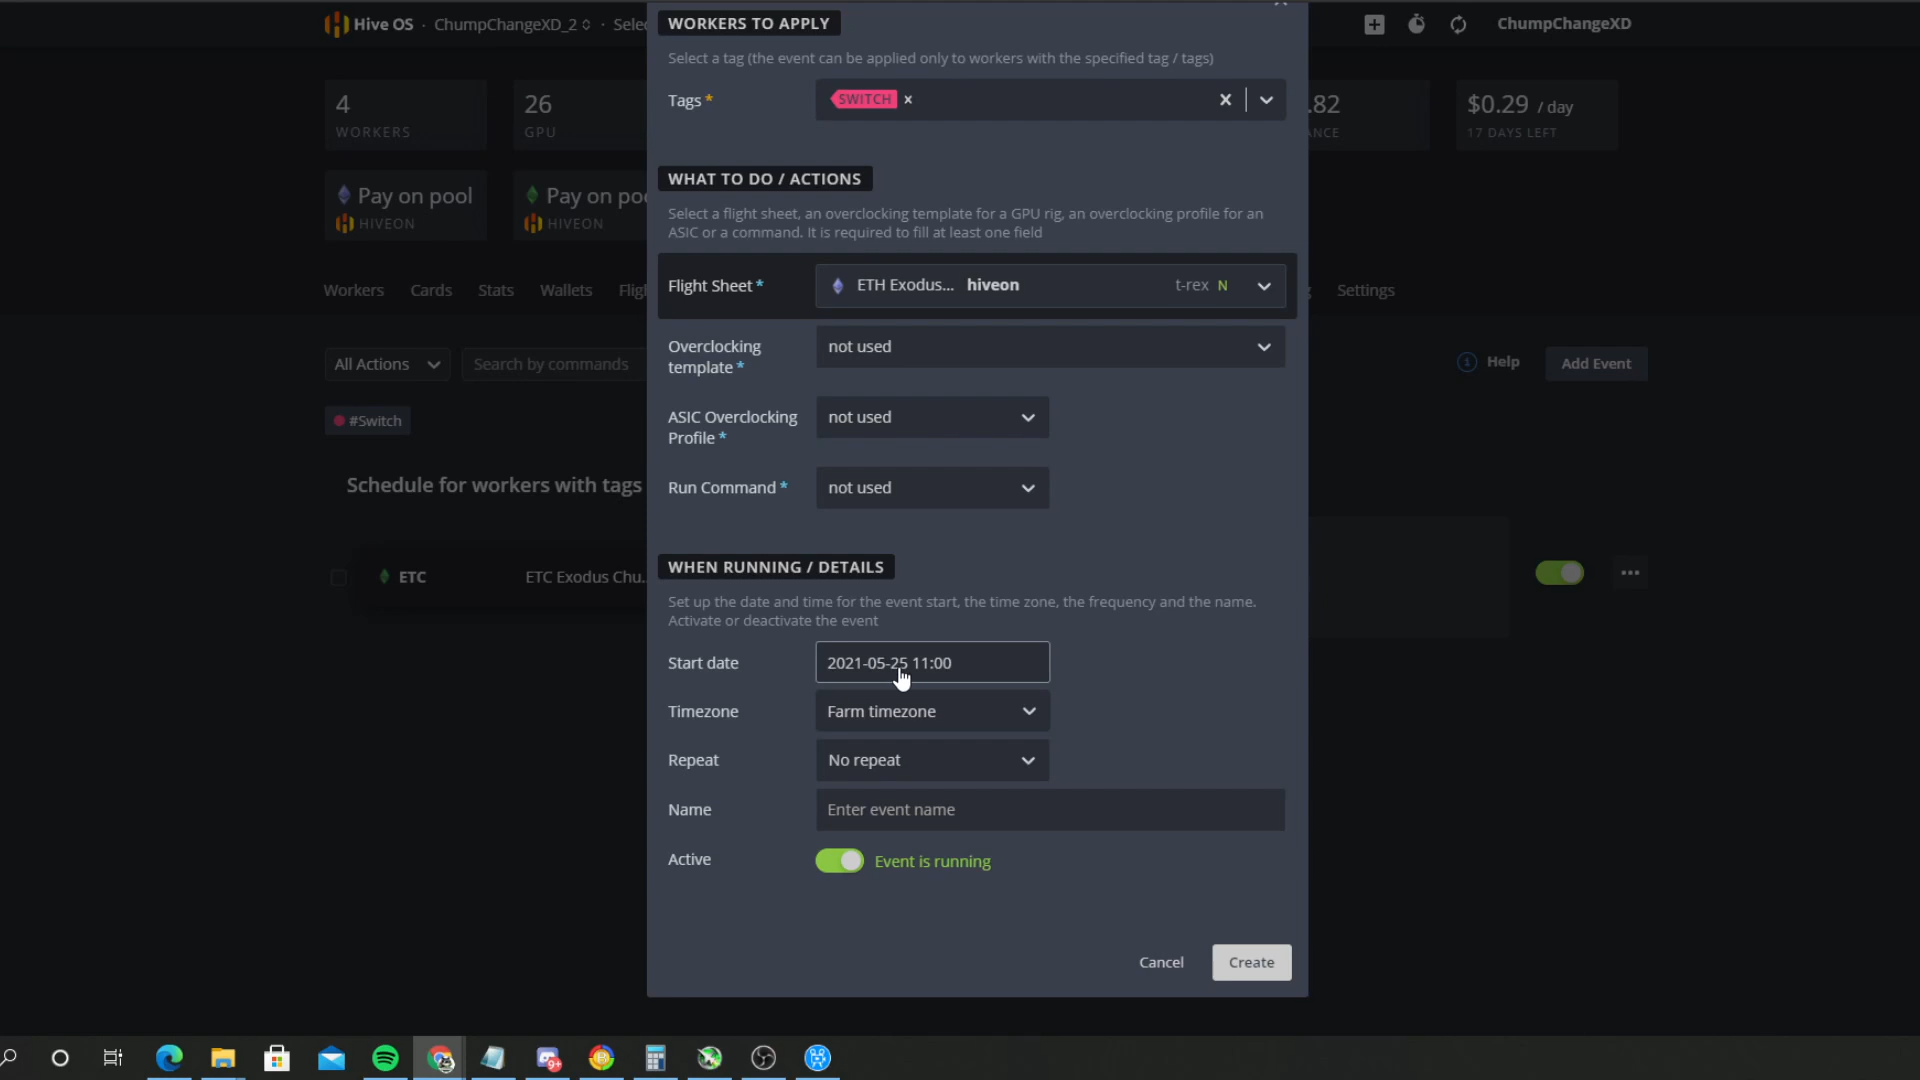 Hive OS · ChumpChangeXD_2 · Selec
ChumpChangeXD
4
WORKERS
26
GPU
.82
ANCE
$0.29 / day
17 DAYS LEFT
Pay on pool
HIVEON
Pay on poo
HIVEON
Workers Cards Stats Wallets Flig
Settings
All Actions
Search by commands
Help
Add Event
#Switch
Schedule for workers with tags
ETC
ETC Exodus Chu...
WORKERS TO APPLY
Select a tag (the event can be applied only to workers with the specified tag / tags)
Tags *
SWITCH ×
WHAT TO DO / ACTIONS
Select a flight sheet, an overclocking template for a GPU rig, an overclocking profile for an
ASIC or a command. It is required to fill at least one field
Flight Sheet *
ETH Exodus... hiveon t-rex N
Overclocking
template *
not used
ASIC Overclocking
Profile *
not used
Run Command *
not used
WHEN RUNNING / DETAILS
Set up the date and time for the event start, the time zone, the frequency and the name.
Activate or deactivate the event
Start date
2021-05-25 11:00
Timezone
Farm timezone
Repeat
No repeat
Name
Enter event name
Active
Event is running
Cancel
Create
9+